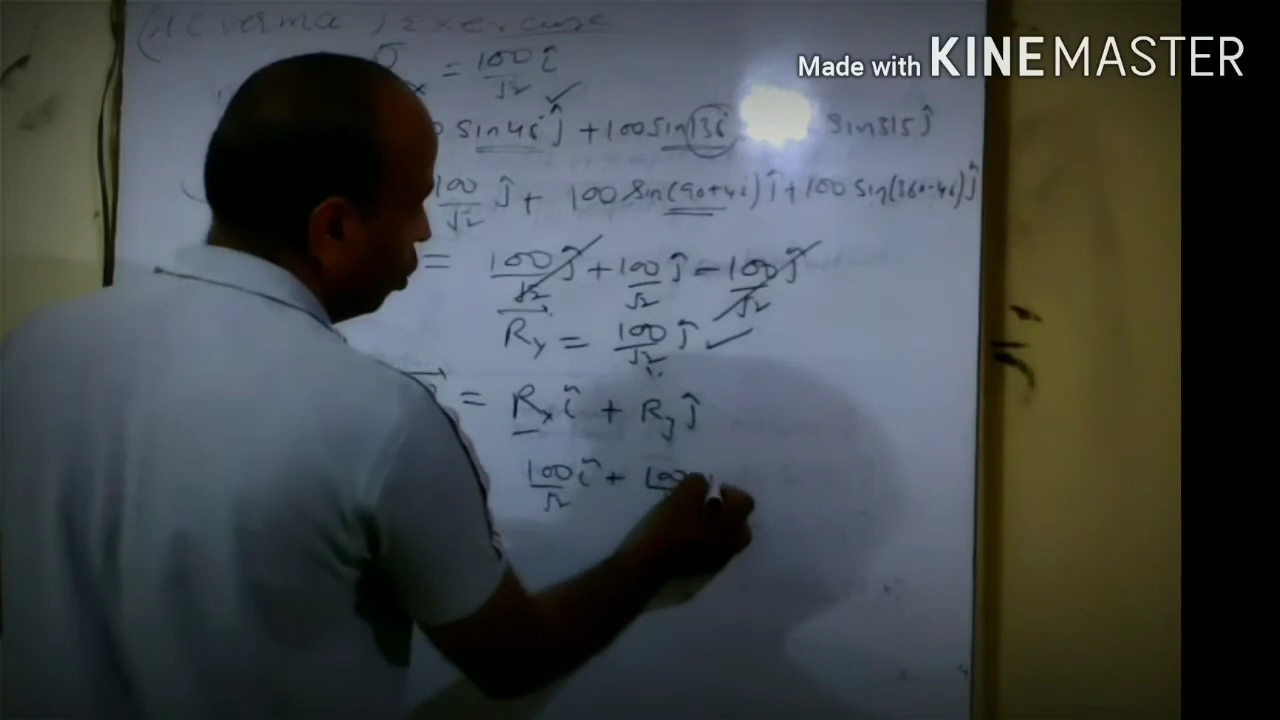 Made with KINEMASTER
(HC verma) Exercise
= 100/√2 î ✓
sin45 ĵ + 100 sin135 sin315 ĵ
100/√2 ĵ + 100 sin(90+45) ĵ + 100 sin(360-45) ĵ
= 100/√2 ĵ + 100/√2 ĵ - 100/√2 ĵ
R⃗y = 100/√2 ĵ ✓
= Rx î + Ry ĵ
100/√2 î + 100